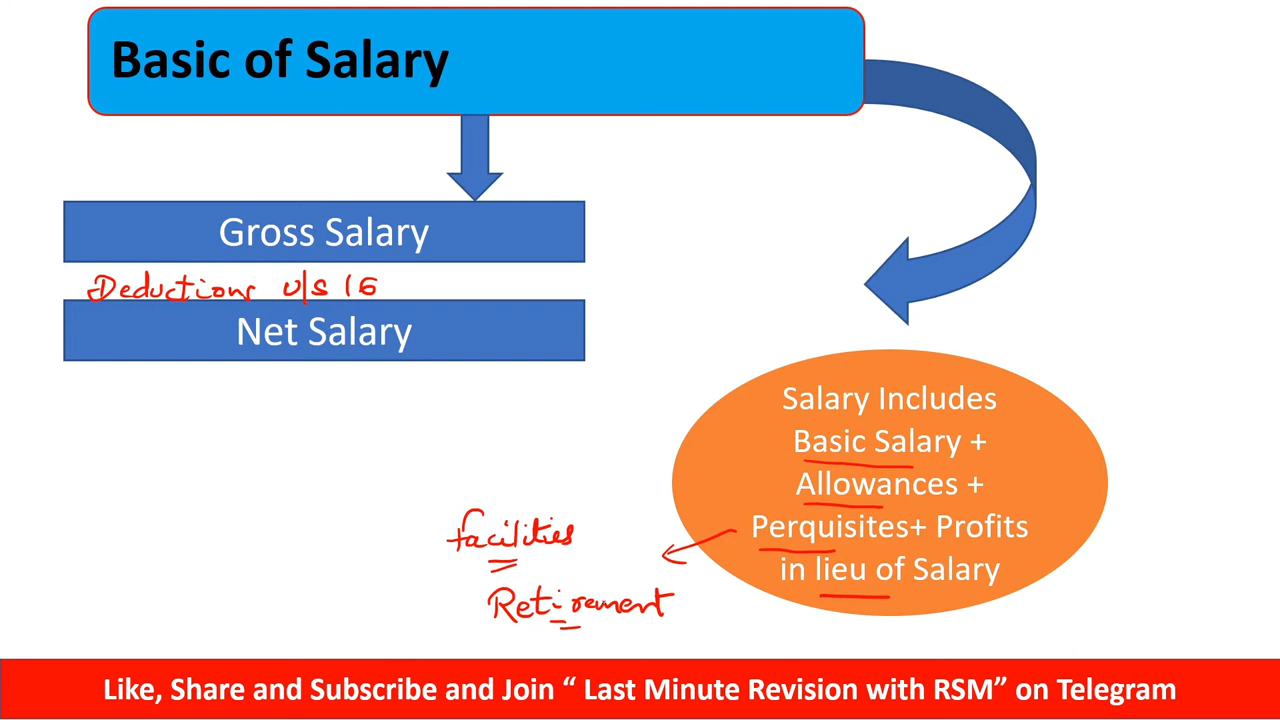 Basic of Salary
Gross Salary
Deductions u/s 16
Net Salary
Salary Includes
Basic Salary +
Allowances +
Perquisites+ Profits
in lieu of Salary
facilities
Retirement
Like, Share and Subscribe and Join “ Last Minute Revision with RSM” on Telegram